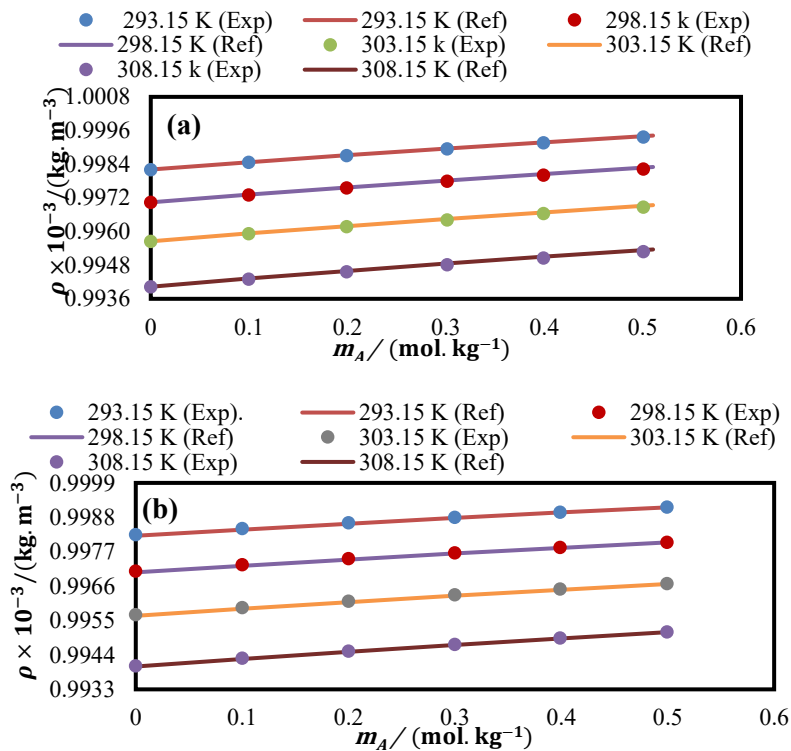 293.15 K (Exp) 293.15 K (Ref) 298.15 k (Exp)
298.15 K (Ref) 303.15 k (Exp) 303.15 K (Ref)
308.15 k (Exp) 308.15 K (Ref)
(a)
ρ × 10⁻³/(kg.m⁻³)
1.0008
0.9996
0.9984
0.9972
0.9960
0.9948
0.9936
0 0.1 0.2 0.3 0.4 0.5 0.6
m_A/ (mol. kg⁻¹)
293.15 K (Exp). 293.15 K (Ref) 298.15 K (Exp)
298.15 K (Ref) 303.15 K (Exp) 303.15 K (Ref)
308.15 K (Exp) 308.15 K (Ref)
(b)
ρ × 10⁻³/(kg.m⁻³)
0.9999
0.9988
0.9977
0.9966
0.9955
0.9944
0.9933
0 0.1 0.2 0.3 0.4 0.5 0.6
m_A/ (mol. kg⁻¹)